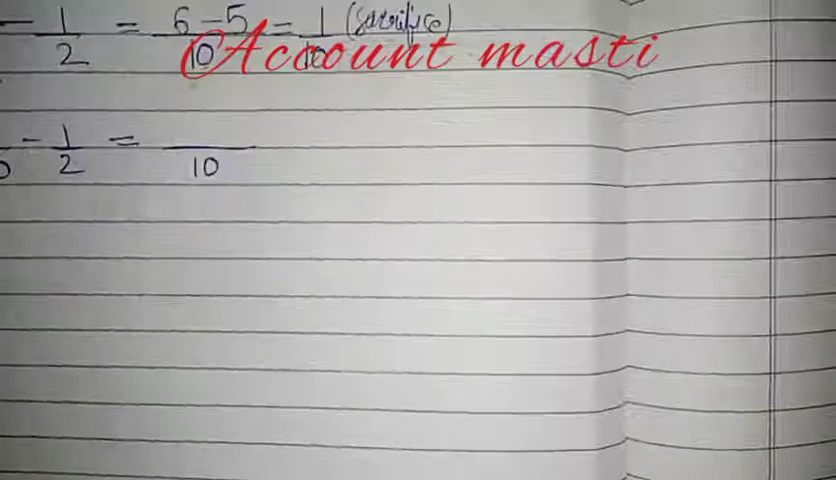 - 1/2 = 6-5/10 = 1/10 (sacrifice)
Account masti
- 1/2 = /10